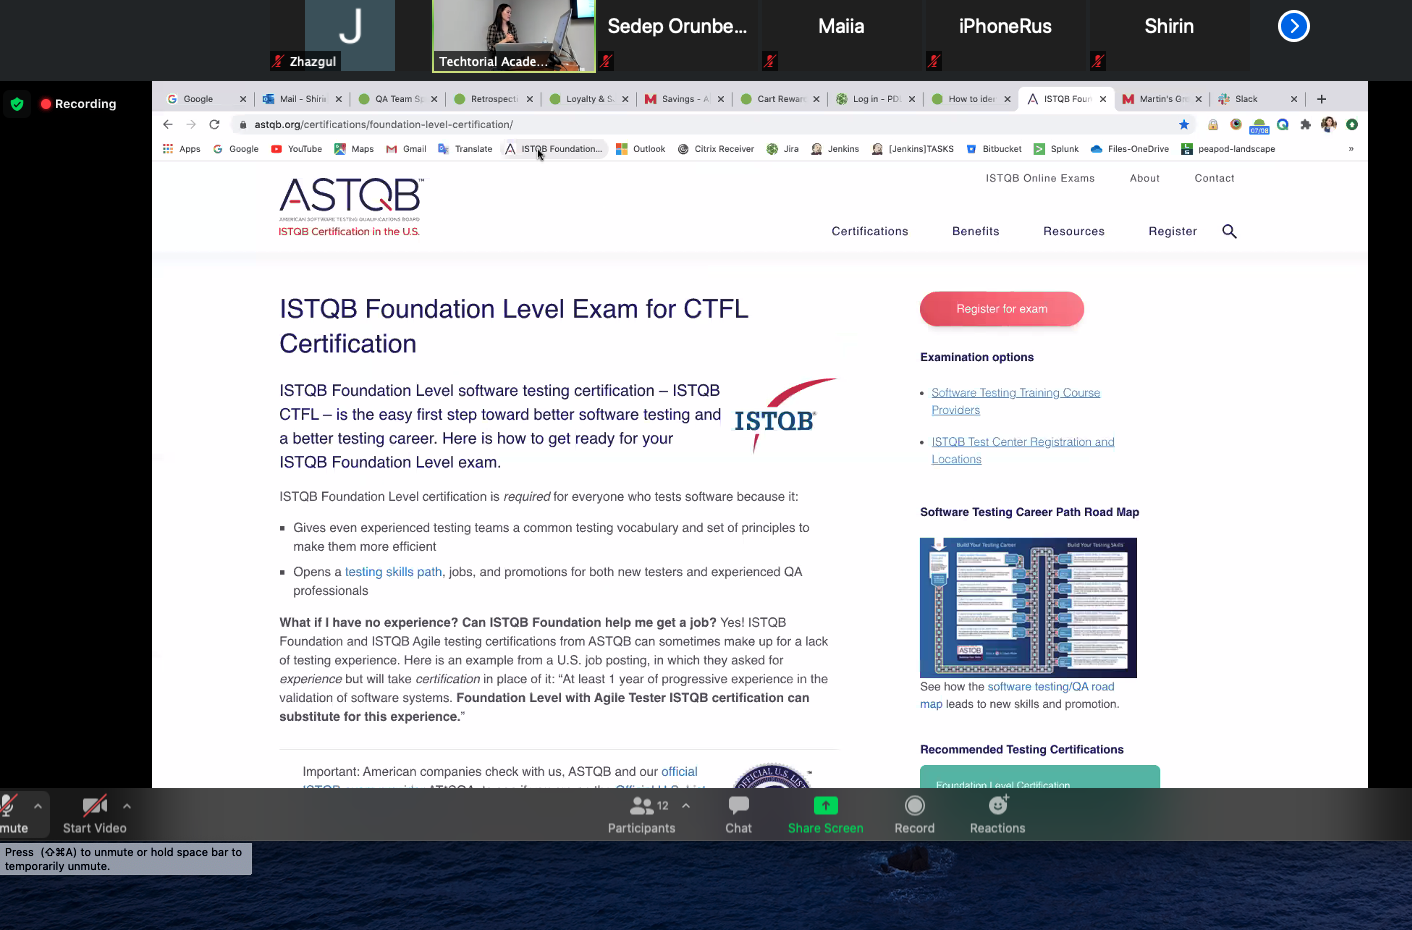 J
Zhazgul
Techtorial Acade...
Sedep Orunbe...
Maiia
iPhoneRus
Shirin
Recording
Google
Mail - Shiri
QA Team Sp
Retrospect
Loyalty & S
Savings - A
Cart Rewar
Log in - PD
How to ider
ISTQB Foun
Martin's Gm
Slack
astqb.org/certifications/foundation-level-certification/
07/08
Apps
Google
YouTube
Maps
Gmail
Translate
ISTQB Foundation...
Outlook
Citrix Receiver
Jira
Jenkins
[Jenkins]TASKS
Bitbucket
Splunk
Files-OneDrive
peapod-landscape
»
ISTQB Online Exams
About
Contact
ASTQB™
AMERICAN SOFTWARE TESTING QUALIFICATIONS BOARD
ISTQB Certification in the U.S.
Certifications
Benefits
Resources
Register
ISTQB Foundation Level Exam for CTFL
Certification
ISTQB Foundation Level software testing certification – ISTQB
CTFL – is the easy first step toward better software testing and
a better testing career. Here is how to get ready for your
ISTQB Foundation Level exam.
ISTQB®
ISTQB Foundation Level certification is required for everyone who tests software because it:
Gives even experienced testing teams a common testing vocabulary and set of principles to
make them more efficient
Opens a testing skills path, jobs, and promotions for both new testers and experienced QA
professionals
What if I have no experience? Can ISTQB Foundation help me get a job? Yes! ISTQB
Foundation and ISTQB Agile testing certifications from ASTQB can sometimes make up for a lack
of testing experience. Here is an example from a U.S. job posting, in which they asked for
experience but will take certification in place of it: “At least 1 year of progressive experience in the
validation of software systems. Foundation Level with Agile Tester ISTQB certification can
substitute for this experience.”
Important: American companies check with us, ASTQB and our official
OFFICIAL U.S. LIST
Register for exam
Examination options
Software Testing Training Course
Providers
ISTQB Test Center Registration and
Locations
Software Testing Career Path Road Map
Build Your Testing Career
Build Your Testing Skills
ASTQB
See how the software testing/QA road
map leads to new skills and promotion.
Recommended Testing Certifications
Foundation Level Certification
mute
Start Video
12
Participants
Chat
Share Screen
Record
Reactions
Press (⇧⌘A) to unmute or hold space bar to
temporarily unmute.